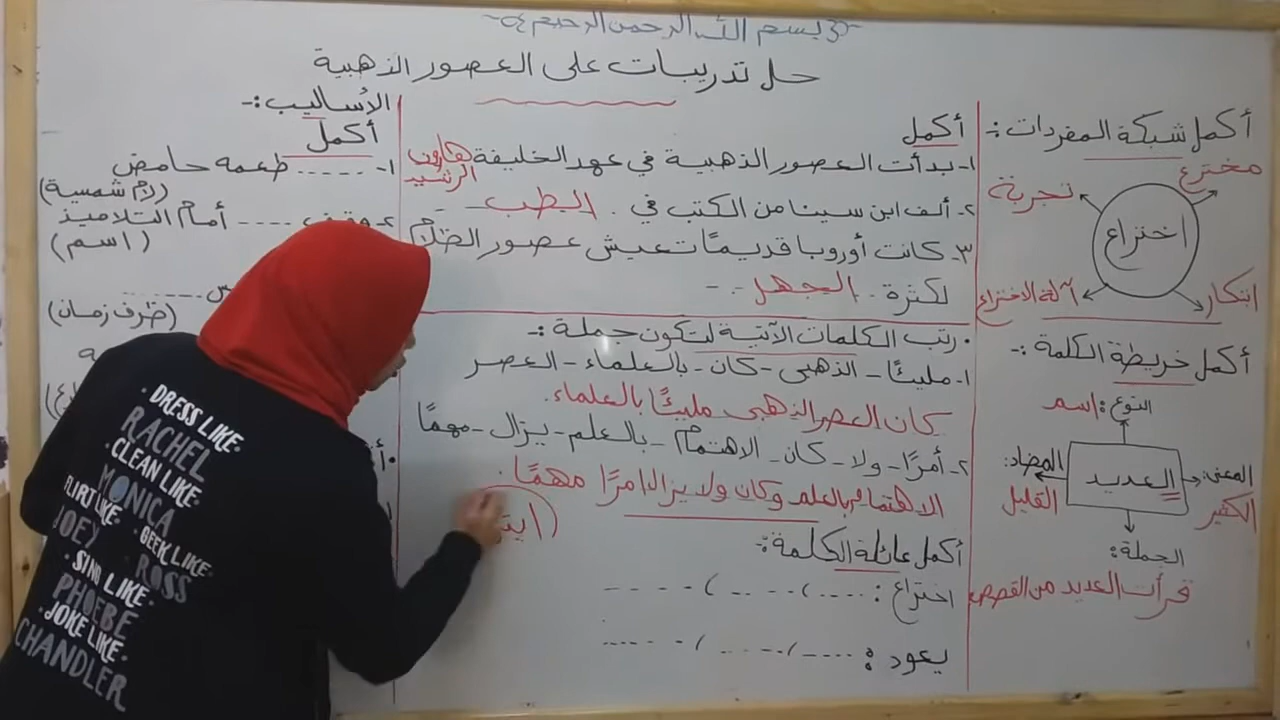 بسم الله الرحمن الرحيم
حل تدريبات على العصور الذهبية
أكمل شبكة المفردات :-
مخترع
تجربة
اختراع
ابتكار
آلة الاختراع
أكمل خريطة الكلمة :-
النوع : اسم
العديد
المعنى:
الكثير
المضاد:
القليل
الجملة:
قرأت العديد من القصص
أكمل
١- بدأت العصور الذهبية في عهد الخليفة هارون الرشيد
٢- ألف ابن سينا من الكتب في . الطب - -
٣- كانت أوروبا قديمًا تعيش عصور الظلام
لكثرة . الجهل - -
· رتب الكلمات الآتية لتكون جملة :-
١- مليئًا - الذهبي - كان - بالعلماء - العصر
كان العصر الذهبي مليئًا بالعلماء.
٢- أمرًا - ولا - كان - الاهتمام - بالعلم - يزال - مهمًا
الاهتمام بالعلم وكان ولا يزال امرًا مهمًا .
أكمل عائلة الكلمة :-
اختراع : ---- ( ---- ( ----
يعود : ---- / ---- / ----
الأساليب :-
أكمل
١- ..... طعمه حامض
(لام شمسية)
أمام التلاميذ
(اسم)
(ظرف زمان)
DRESS LIKE
RACHEL
CLEAN LIKE
MONICA
FLIRT LIKE
JOEY
GEEK LIKE
ROSS
SING LIKE
PHOEBE
JOKE LIKE
CHANDLER